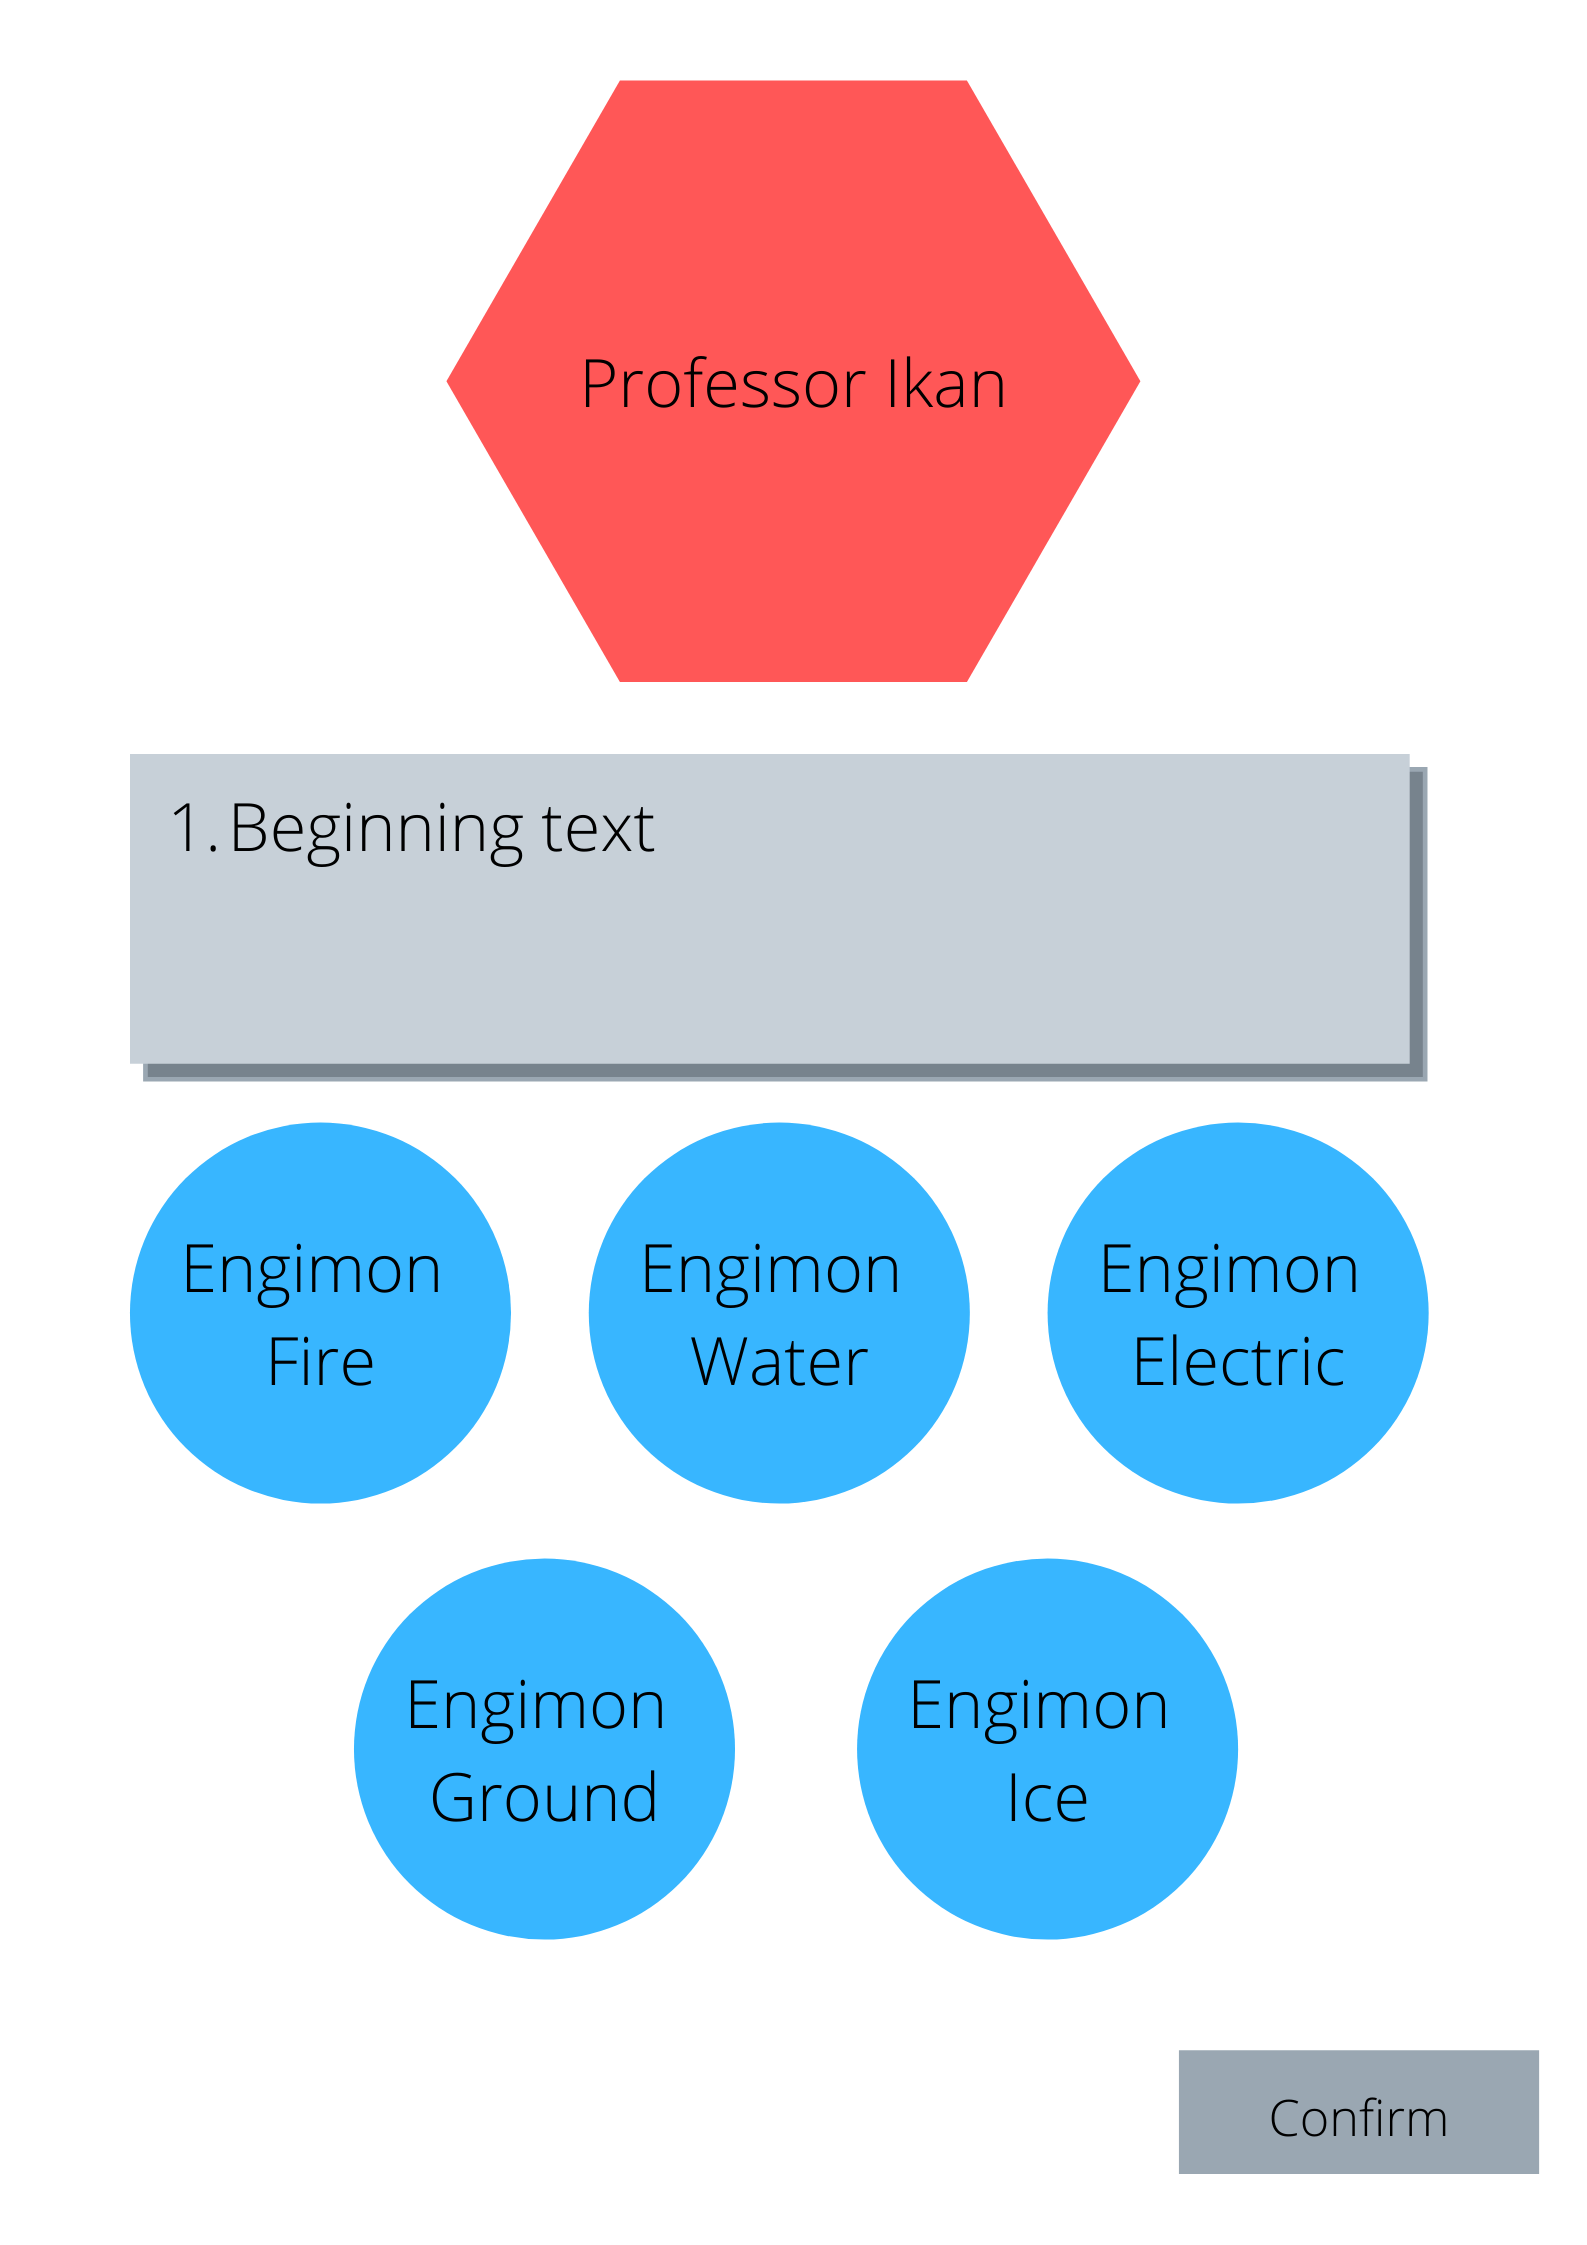 Professor Ikan
1. Beginning text
Engimon
Fire
Engimon
Water
Engimon
Electric
Engimon
Ground
Engimon
Ice
Confirm